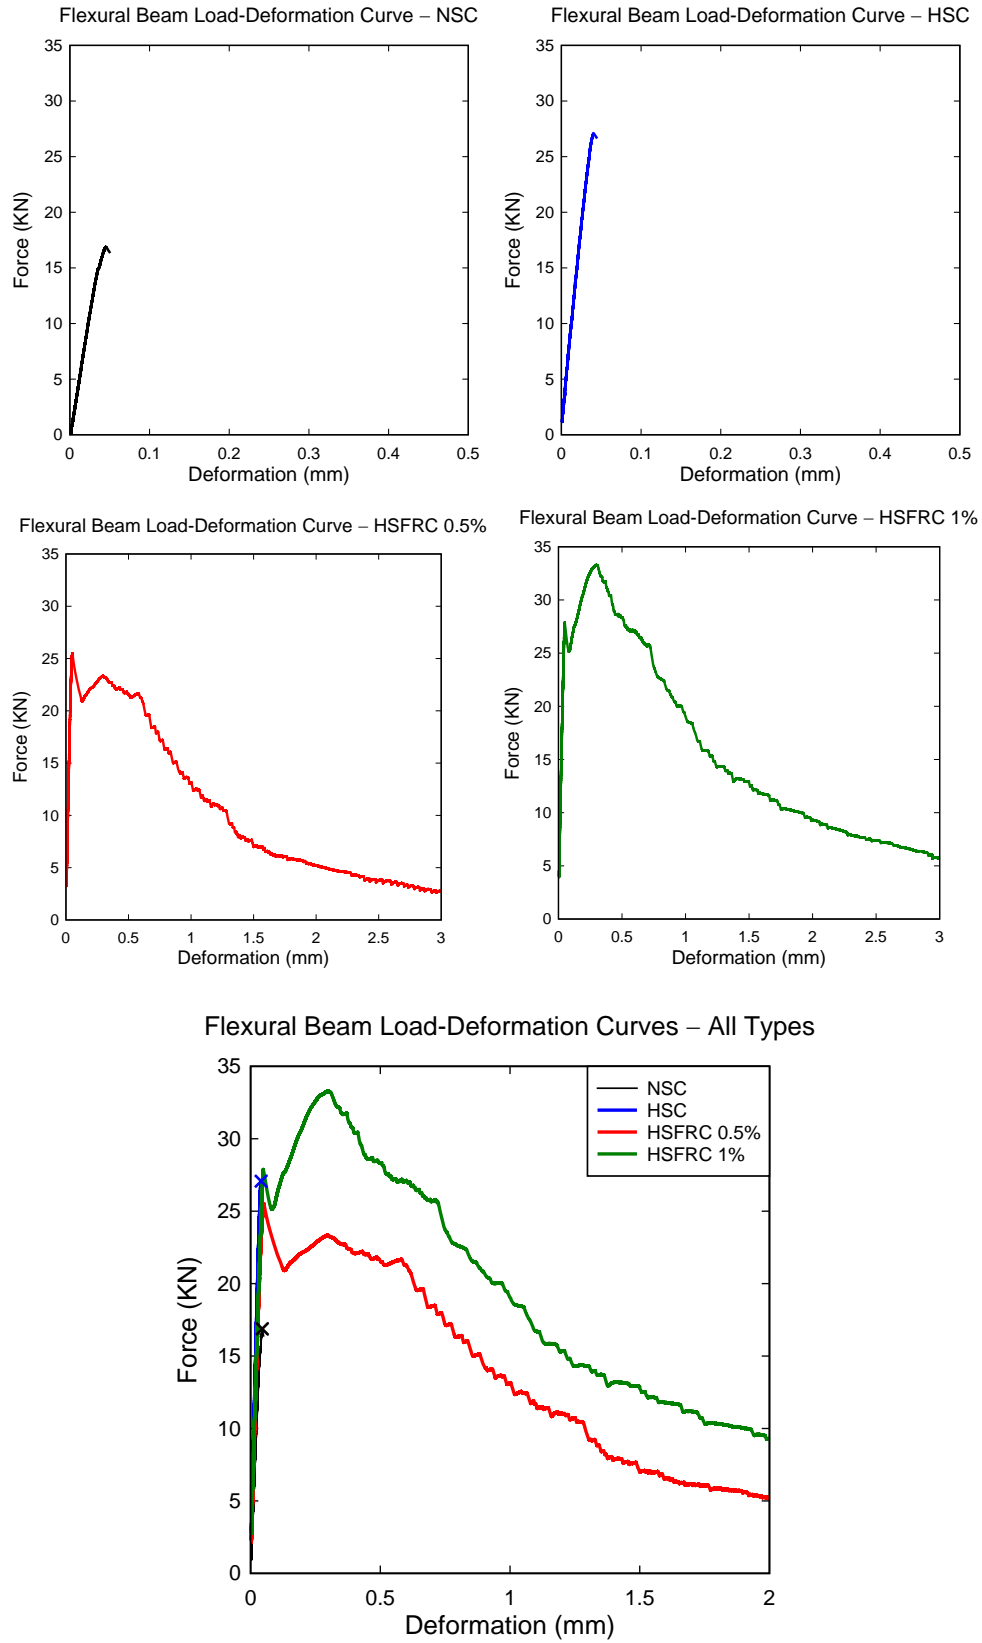 Flexural Beam Load-Deformation Curve – NSC
35
30
25
20
15
10
5
0
Force (KN)
0 0.1 0.2 0.3 0.4 0.5
Deformation (mm)
Flexural Beam Load-Deformation Curve – HSC
35
30
25
20
15
10
5
0
Force (KN)
0 0.1 0.2 0.3 0.4 0.5
Deformation (mm)
Flexural Beam Load-Deformation Curve – HSFRC 0.5%
35
30
25
20
15
10
5
0
Force (KN)
0 0.5 1 1.5 2 2.5 3
Deformation (mm)
Flexural Beam Load-Deformation Curve – HSFRC 1%
35
30
25
20
15
10
5
0
Force (KN)
0 0.5 1 1.5 2 2.5 3
Deformation (mm)
Flexural Beam Load-Deformation Curves – All Types
35
30
25
20
15
10
5
0
Force (KN)
NSC
HSC
HSFRC 0.5%
HSFRC 1%
0 0.5 1 1.5 2
Deformation (mm)